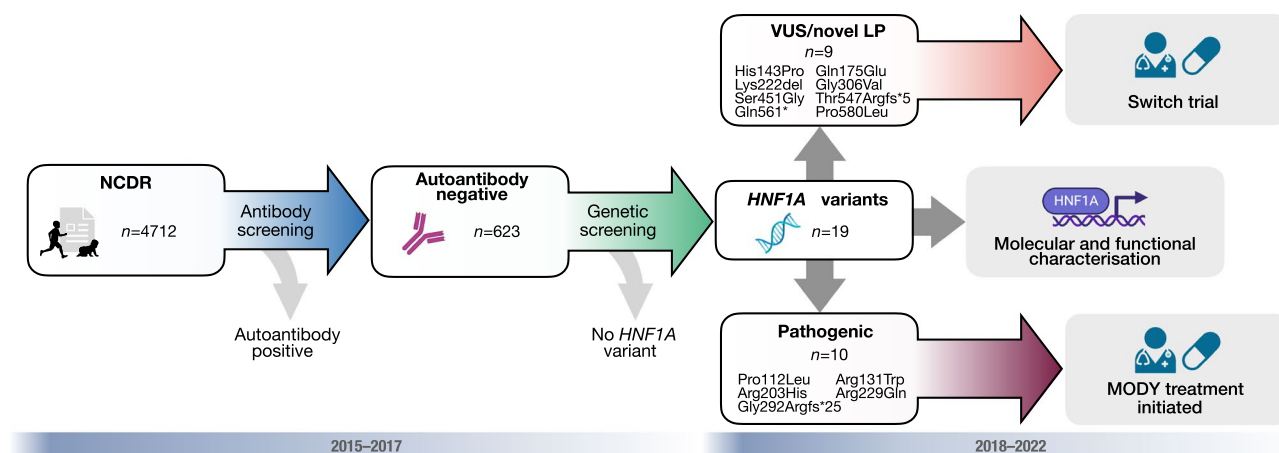 NCDR
n=4712
Antibody
screening
Autoantibody
positive
Autoantibody
negative
n=623
Genetic
screening
No HNF1A
variant
HNF1A variants
n=19
VUS/novel LP
n=9
His143Pro Gln175Glu
Lys222del Gly306Val
Ser451Gly Thr547Argfs*5
Gln561* Pro580Leu
Switch trial
HNF1A
Molecular and functional
characterisation
Pathogenic
n=10
Pro112Leu Arg131Trp
Arg203His Arg229Gln
Gly292Argfs*25
MODY treatment
initiated
2015–2017
2018–2022